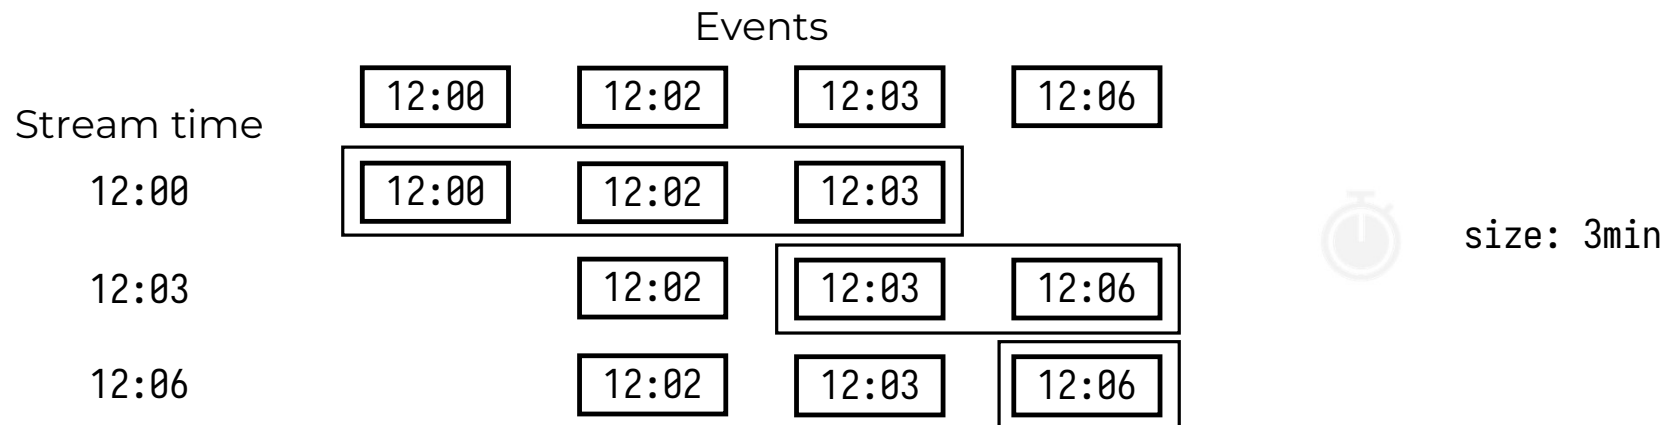 Events
12:00 12:02 12:03 12:06
Stream time
12:00 12:00 12:02 12:03
size: 3min
12:03 12:02 12:03 12:06
12:06 12:02 12:03 12:06